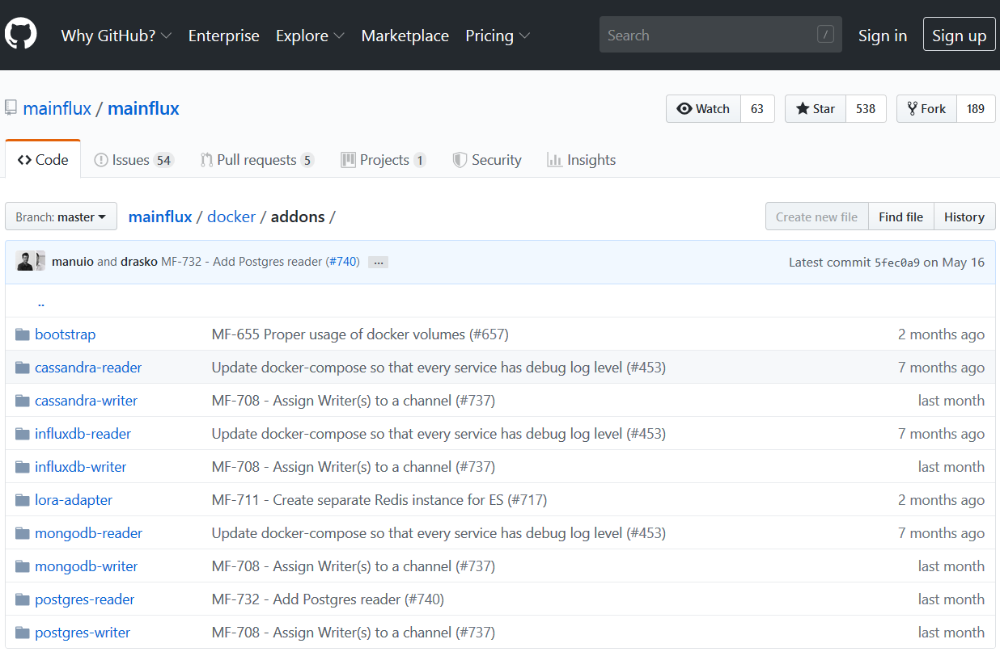 Why GitHub? Enterprise Explore Marketplace Pricing Search / Sign in Sign up
mainflux / mainflux Watch 63 Star 538 Fork 189
Code Issues 54 Pull requests 5 Projects 1 Security Insights
Branch: master mainflux / docker / addons / Create new file Find file History
manuio and drasko MF-732 - Add Postgres reader (#740) ... Latest commit 5fec0a9 on May 16
..
bootstrap MF-655 Proper usage of docker volumes (#657) 2 months ago
cassandra-reader Update docker-compose so that every service has debug log level (#453) 7 months ago
cassandra-writer MF-708 - Assign Writer(s) to a channel (#737) last month
influxdb-reader Update docker-compose so that every service has debug log level (#453) 7 months ago
influxdb-writer MF-708 - Assign Writer(s) to a channel (#737) last month
lora-adapter MF-711 - Create separate Redis instance for ES (#717) 2 months ago
mongodb-reader Update docker-compose so that every service has debug log level (#453) 7 months ago
mongodb-writer MF-708 - Assign Writer(s) to a channel (#737) last month
postgres-reader MF-732 - Add Postgres reader (#740) last month
postgres-writer MF-708 - Assign Writer(s) to a channel (#737) last month